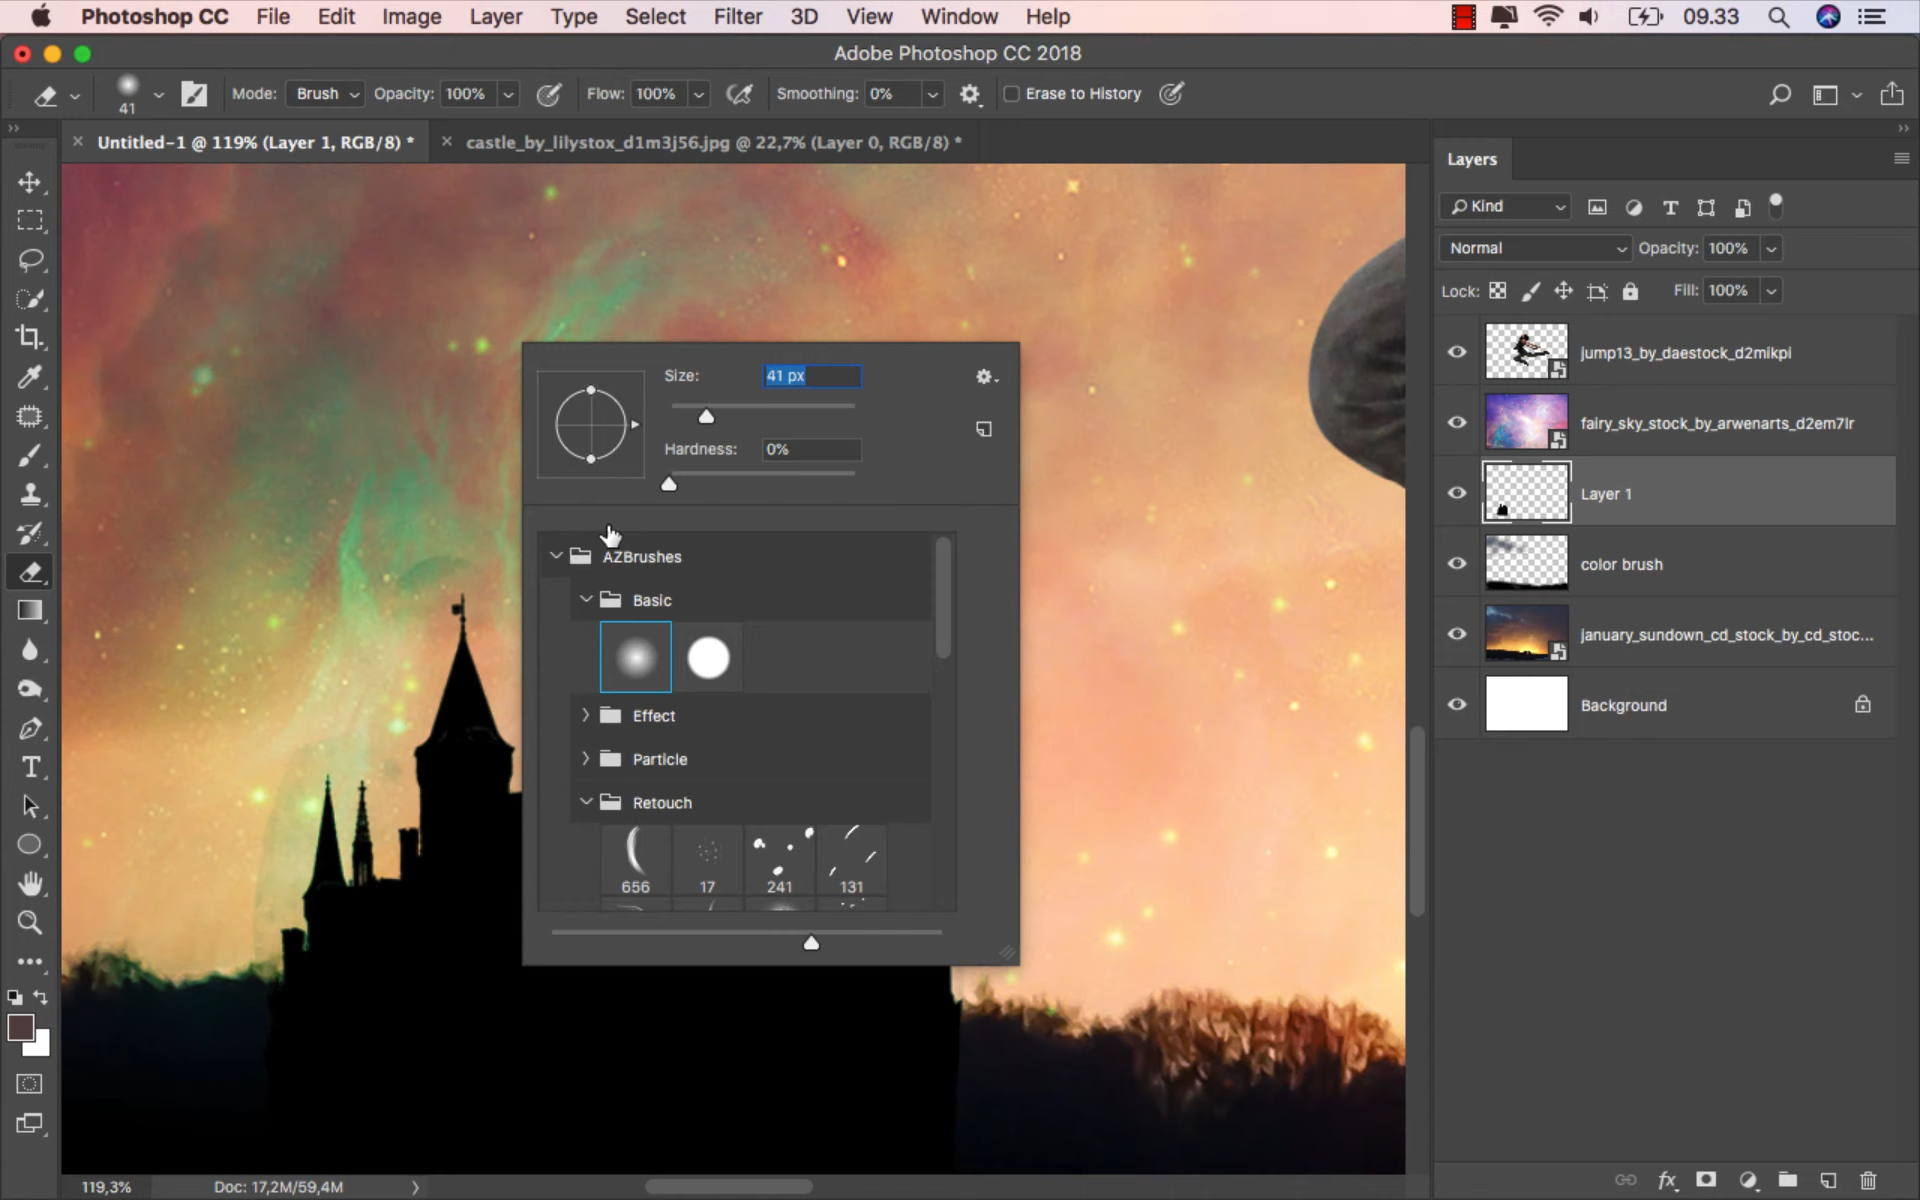 Photoshop CC File Edit Image Layer Type Select Filter 3D View Window Help 09.33
Adobe Photoshop CC 2018
41 Mode: Brush Opacity: 100% Flow: 100% Smoothing: 0% Erase to History
Untitled-1 @ 119% (Layer 1, RGB/8) * castle_by_lilystox_d1m3j56.jpg @ 22,7% (Layer 0, RGB/8) *
Layers
Kind
Normal Opacity: 100%
Lock: Fill: 100%
jump13_by_daestock_d2mikpi
fairy_sky_stock_by_arwenarts_d2em7lr
Layer 1
color brush
january_sundown_cd_stock_by_cd_stoc...
Background
Size: 41 px
Hardness: 0%
AZBrushes
Basic
Effect
Particle
Retouch
656 17 241 131
119,3% Doc: 17,2M/59,4M